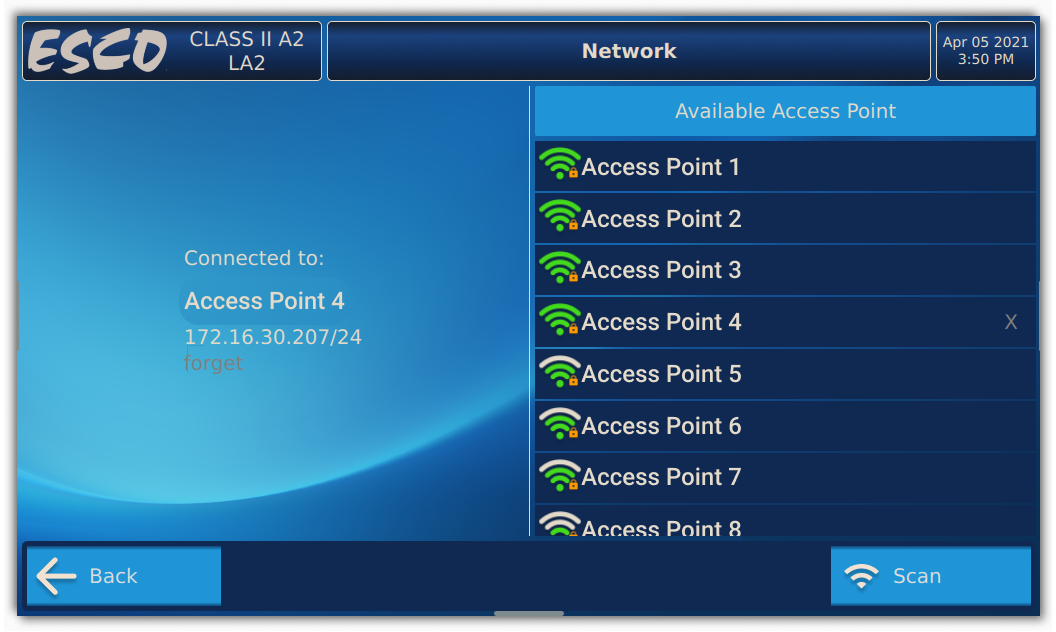 ESCO
CLASS II A2
LA2
Network
Apr 05 2021
3:50 PM
Connected to:
Access Point 4
172.16.30.207/24
forget
Available Access Point
Access Point 1
Access Point 2
Access Point 3
Access Point 4 X
Access Point 5
Access Point 6
Access Point 7
Access Point 8
Back
Scan